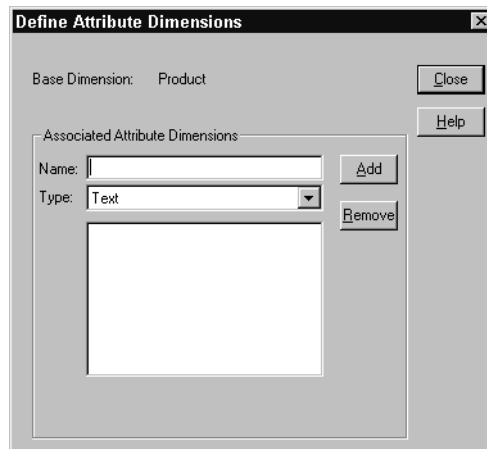 Define Attribute Dimensions
Base Dimension: Product
Close
Help
Associated Attribute Dimensions
Name:
Add
Type: Text
Remove